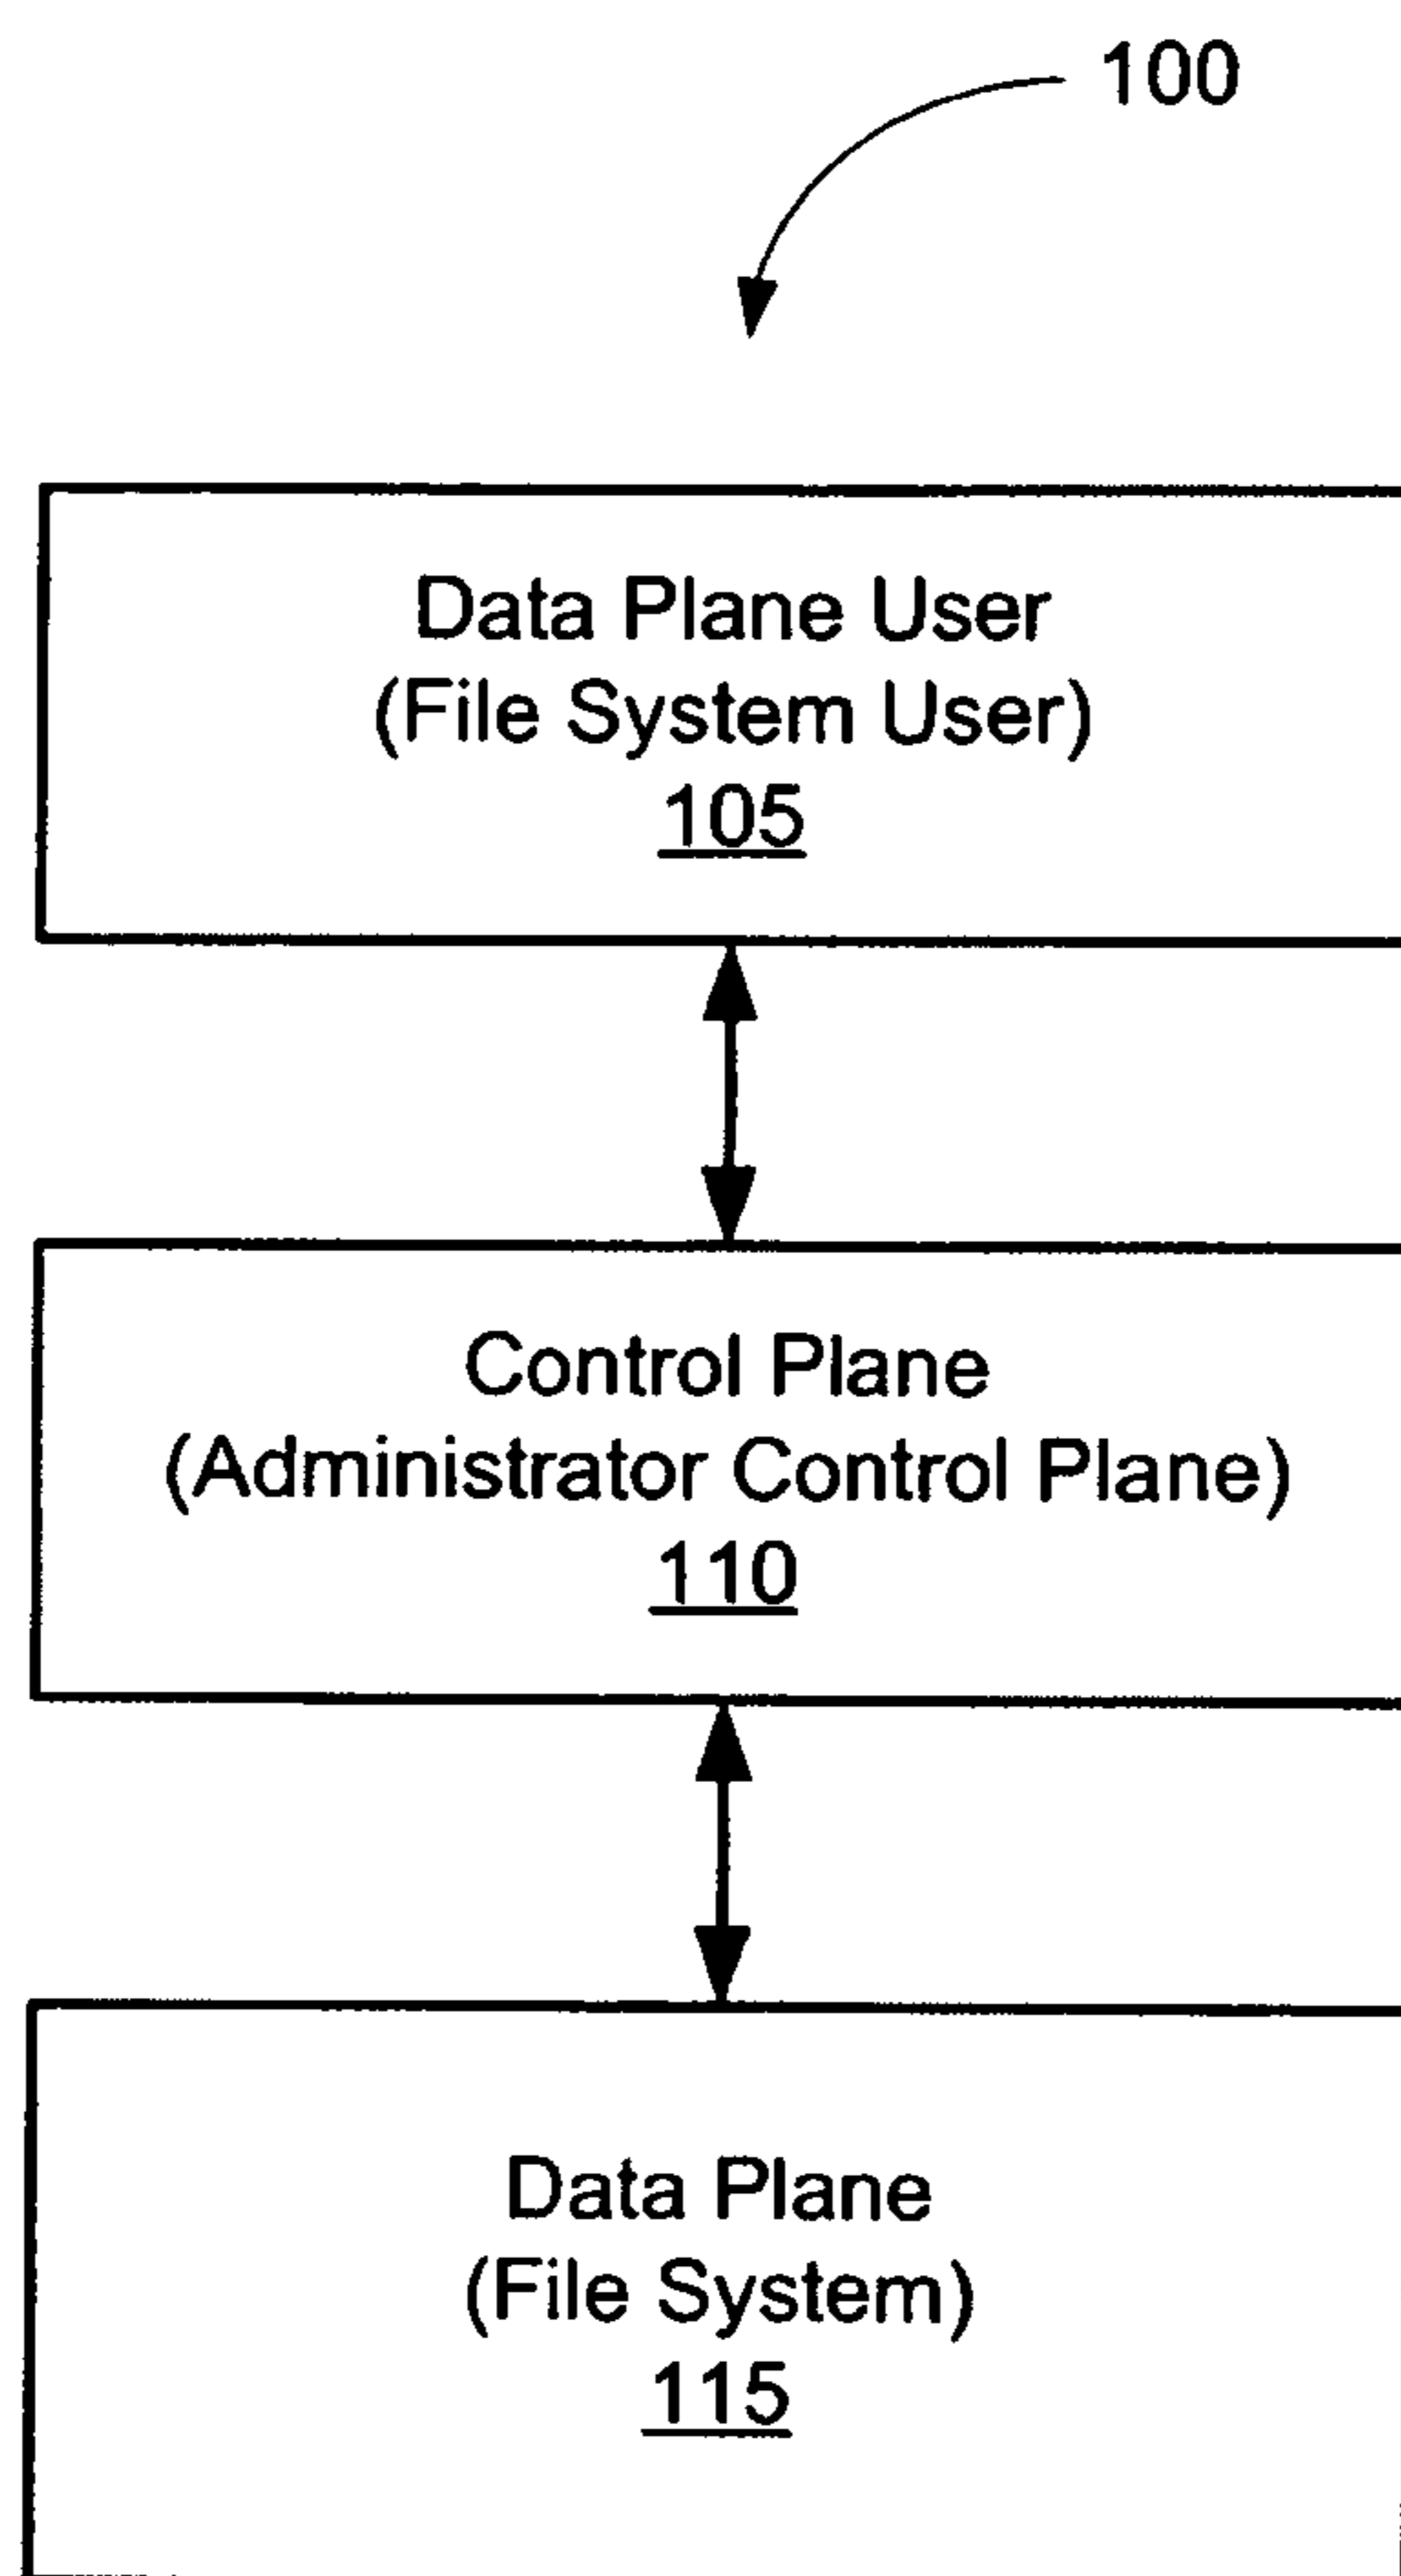 100
Data Plane User
(File System User)
105
Control Plane
(Administrator Control Plane)
110
Data Plane
(File System)
115